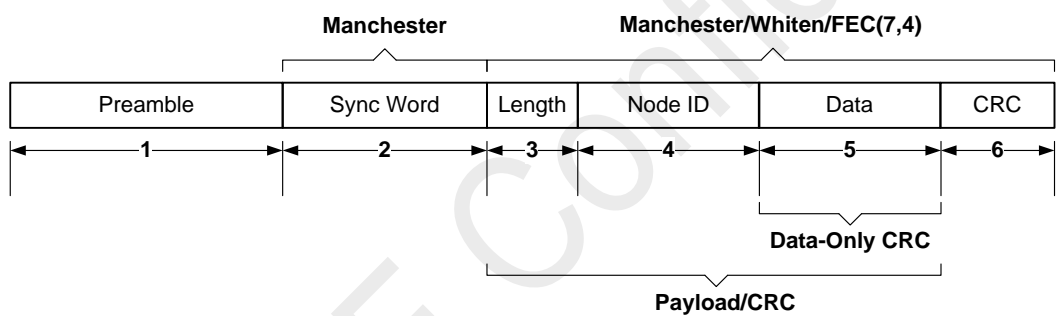 Manchester
Manchester/Whiten/FEC(7,4)
Preamble
Sync Word
Length
Node ID
Data
CRC
1
2
3
4
5
6
Data-Only CRC
Payload/CRC